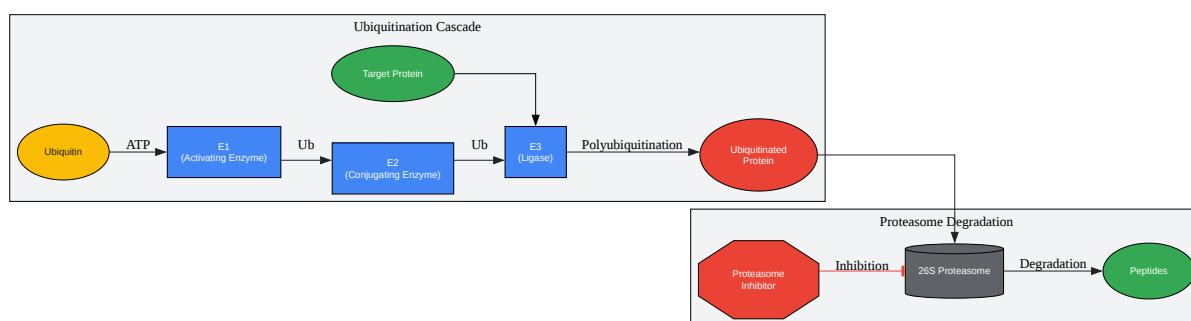 Ubiquitination Cascade
Target Protein
Ubiquitin
ATP
E1
(Activating Enzyme)
Ub
E2
(Conjugating Enzyme)
Ub
E3
(Ligase)
Polyubiquitination
Ubiquitinated
Protein
Proteasome Degradation
Proteasome
Inhibitor
Inhibition
26S Proteasome
Degradation
Peptides